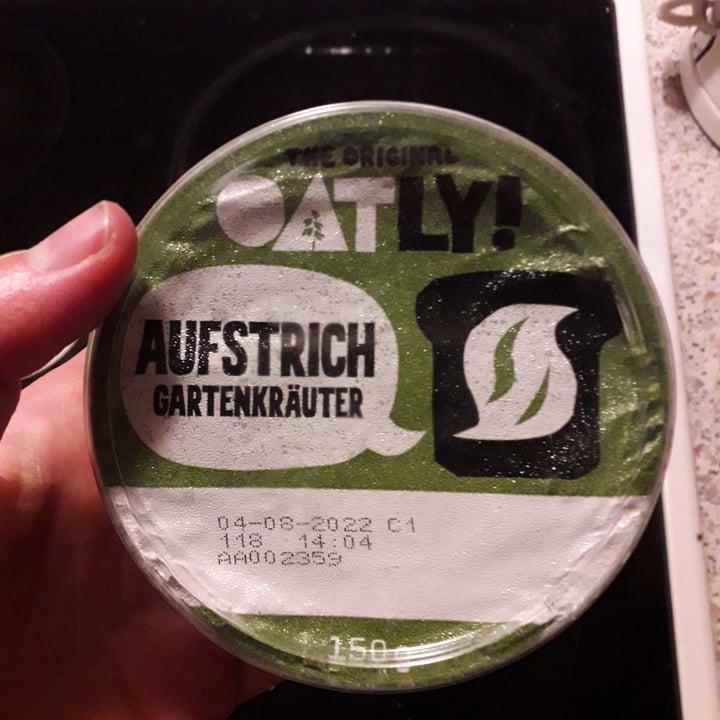 THE ORIGINAL
OATLY!
AUFSTRICH
GARTENKRÄUTER
04-08-2022 C1
118 14:04
AA002359
150g